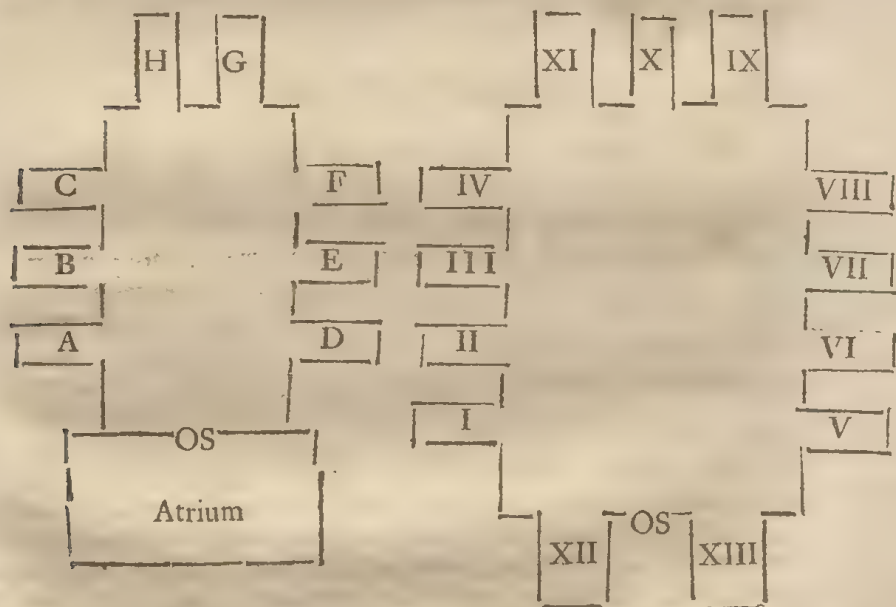 H G XI X IX
C F IV VIII
B E III VII
A D II VI
I V
OS
Atrium
OS
XII XIII